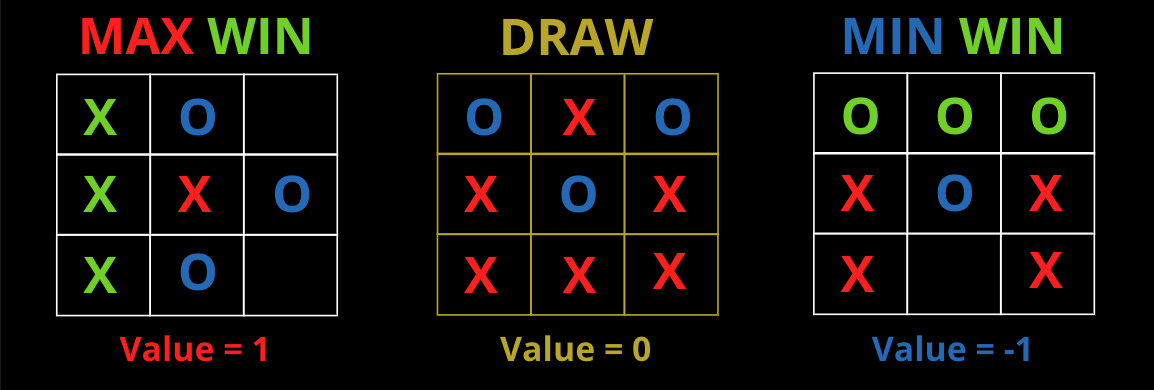 MAX WIN
X O
X X O
X O
Value = 1
DRAW
O X O
X O X
X X X
Value = 0
MIN WIN
O O O
X O X
X X
Value = -1